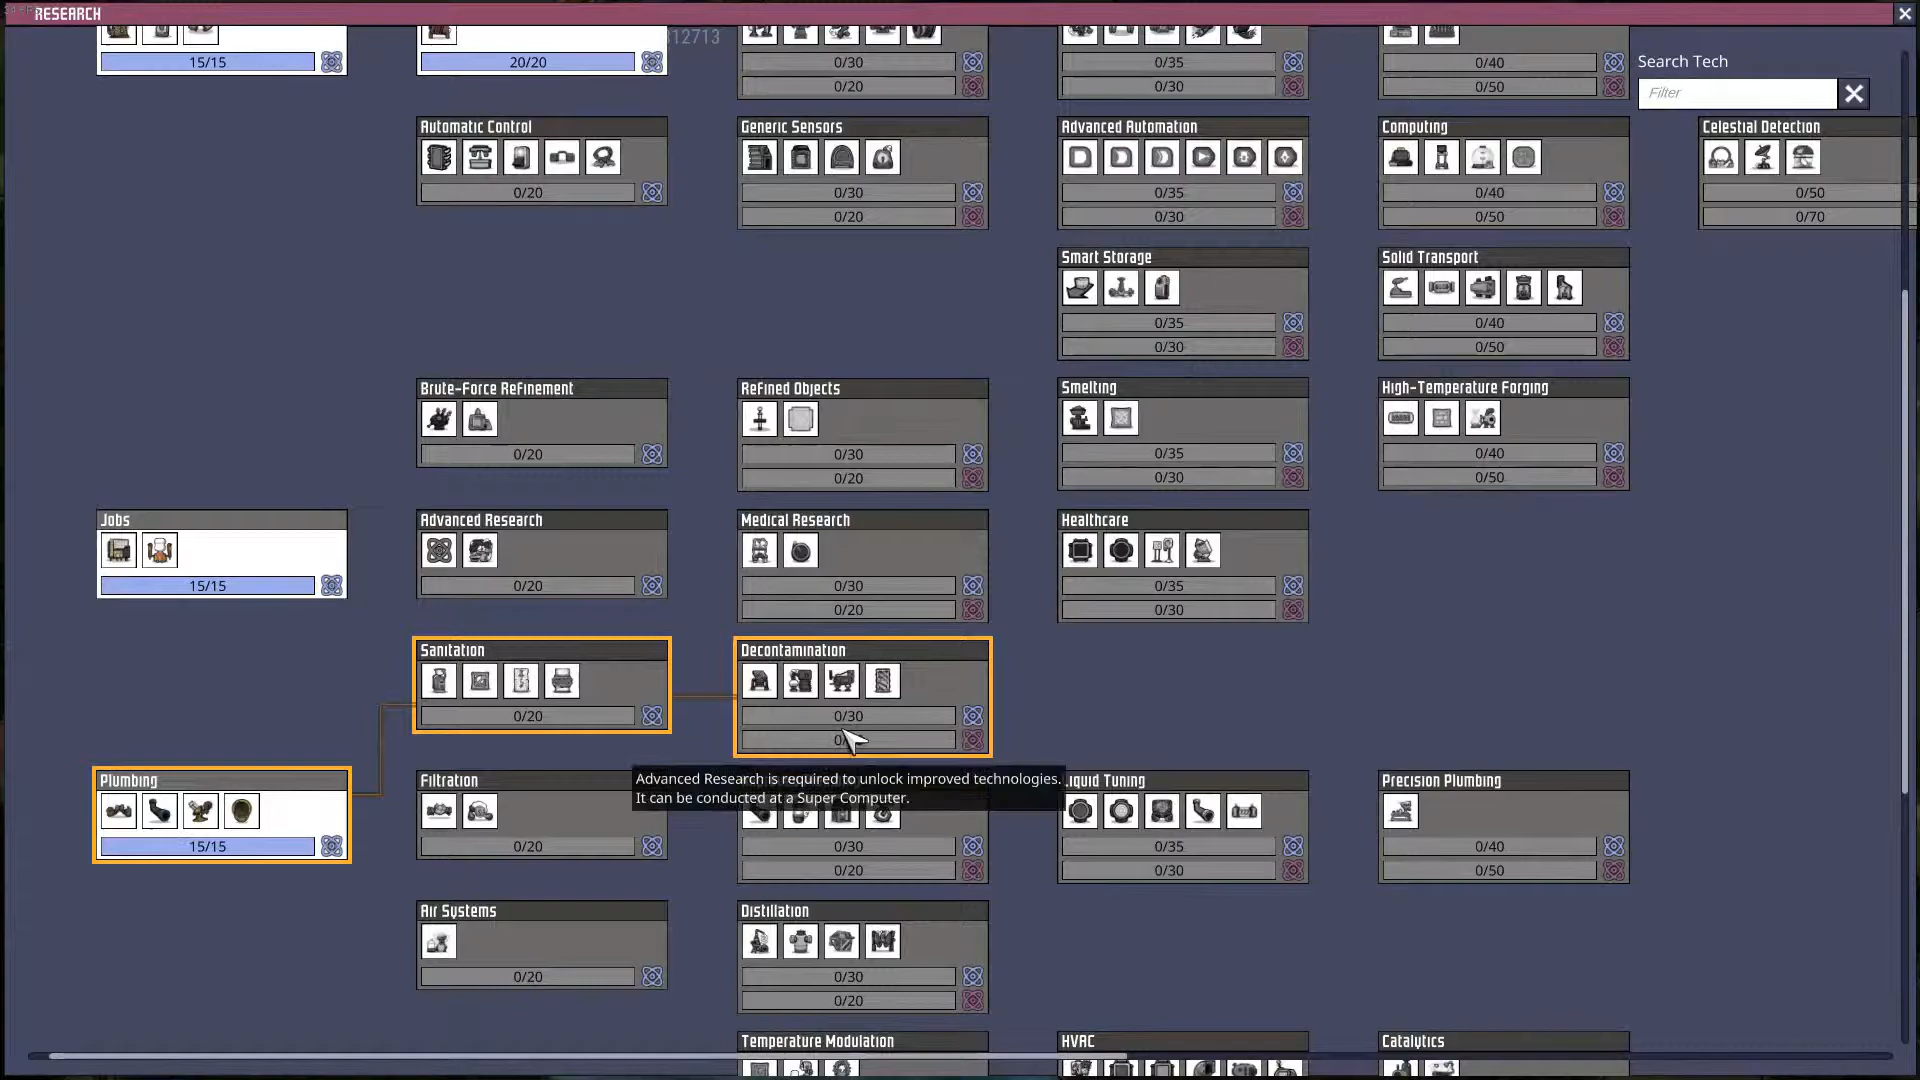 RESEARCH
12713
15/15
20/20
0/30
0/20
0/35
0/30
0/40
0/50
Search Tech
Filter
Automatic Control
0/20
Generic Sensors
0/30
0/20
Advanced Automation
0/35
0/30
Computing
0/40
0/50
Celestial Detection
0/50
0/70
Smart Storage
0/35
0/30
Solid Transport
0/40
0/50
Brute-Force Refinement
0/20
Refined Objects
0/30
0/20
Smelting
0/35
0/30
High-Temperature Forging
0/40
0/50
Jobs
15/15
Advanced Research
0/20
Medical Research
0/30
0/20
Healthcare
0/35
0/30
Sanitation
0/20
Decontamination
0/30
Advanced Research is required to unlock improved technologies.
It can be conducted at a Super Computer.
Plumbing
15/15
Filtration
0/20
0/30
0/20
Liquid Tuning
0/35
0/30
Precision Plumbing
0/40
0/50
Air Systems
0/20
Distillation
0/30
0/20
Temperature Modulation
HVAC
Catalytics